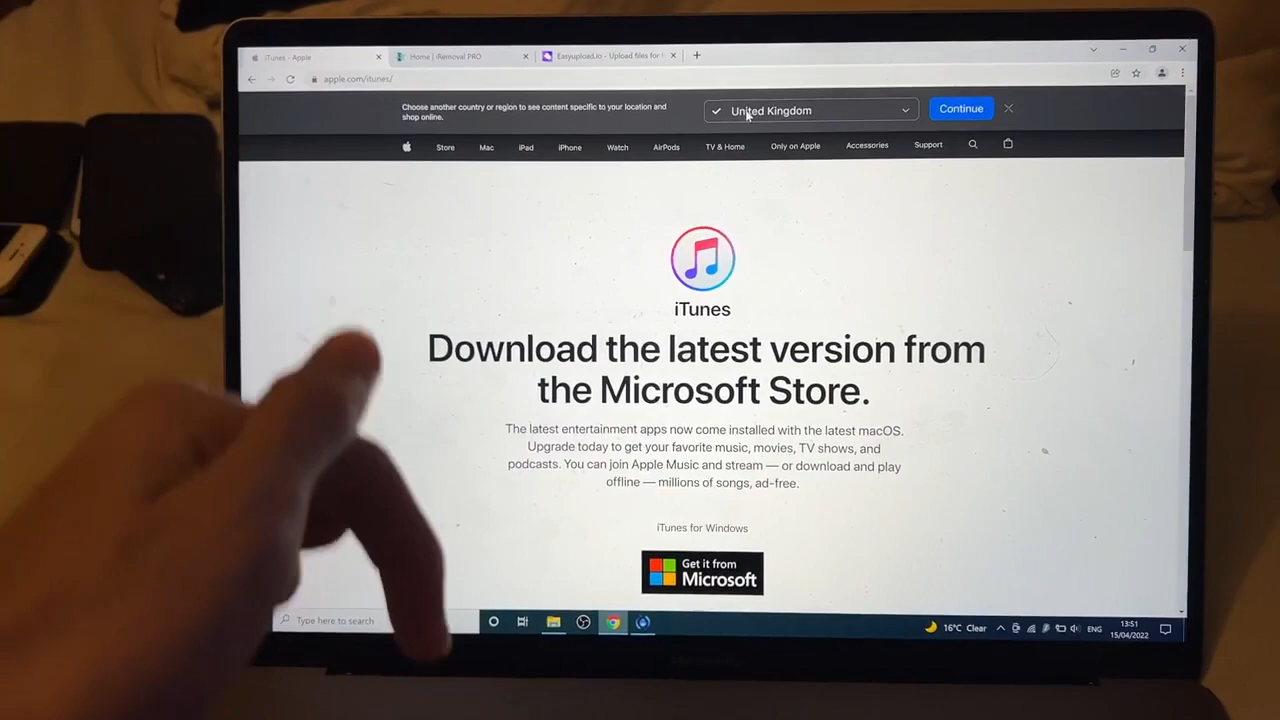 iTunes - Apple
Home | iRemoval PRO
Easyupload.io - Upload files for
apple.com/itunes/
Choose another country or region to see content specific to your location and
shop online.
United Kingdom
Continue
Store Mac iPad iPhone Watch AirPods TV & Home Only on Apple Accessories Support
iTunes
Download the latest version from
the Microsoft Store.
The latest entertainment apps now come installed with the latest macOS.
Upgrade today to get your favorite music, movies, TV shows, and
podcasts. You can join Apple Music and stream — or download and play
offline — millions of songs, ad-free.
iTunes for Windows
Get it from
Microsoft
Type here to search
16°C Clear
ENG
13:51
15/04/2022